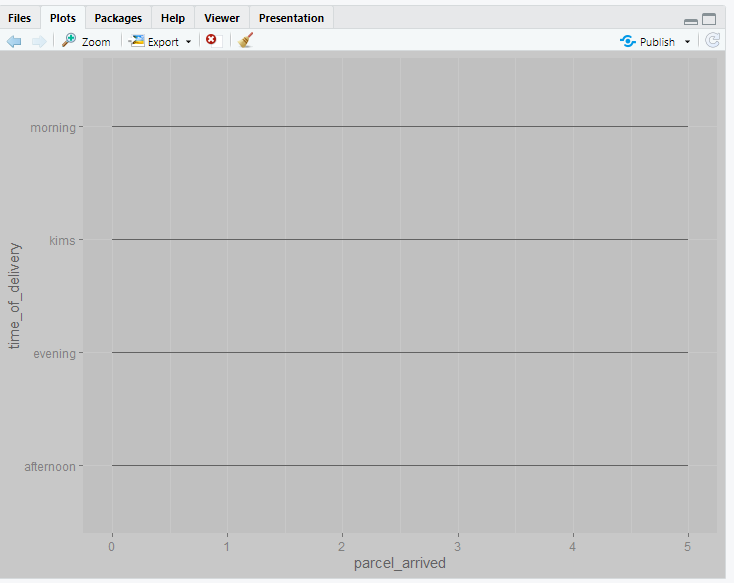 Files Plots Packages Help Viewer Presentation
Zoom Export Publish
morning
kims
evening
afternoon
time_of_delivery
0 1 2 3 4 5
parcel_arrived